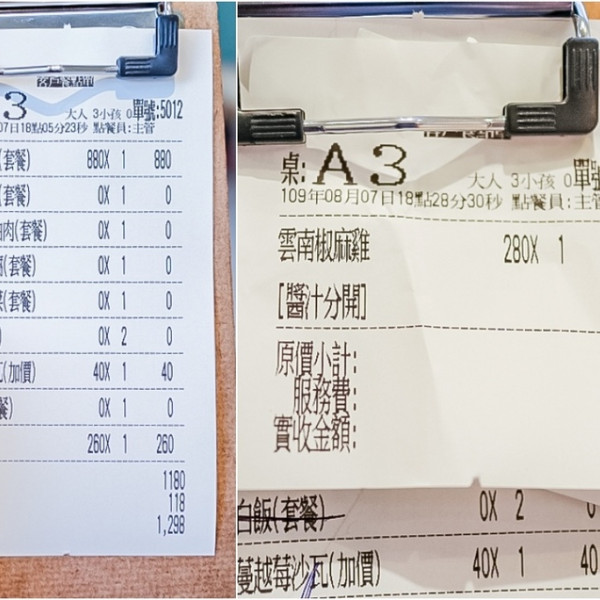 3 大人 3小孩 0 單號:5012
07日18點05分23秒 點餐員:主管
(套餐) 880X 1 880
(套餐) 0X 1 0
肉(套餐) 0X 1 0
(套餐) 0X 1 0
(套餐) 0X 1 0
) 0X 2 0
(加價) 40X 1 40
餐) 0X 1 0
260X 1 260
1180
118
1,298
桌:A3 大人 3小孩 0 單號
109年08月07日18點28分30秒 點餐員:主管
雲南椒麻雞 280X 1
[醬汁分開]
原價小計:
服務費:
實收金額:
白飯(套餐) 0X 2 0
蔓越莓沙瓦(加價) 40X 1 40